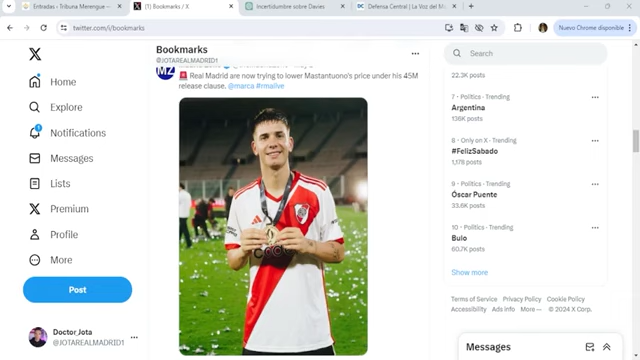 Entradas ‹ Tribuna Merengue —
(1) Bookmarks / X
Incertidumbre sobre Davies
Defensa Central | La Voz del M
twitter.com/i/bookmarks
Nuevo Chrome disponible
Bookmarks
@JOTAREALMADRID1
Search
Home
Explore
1
Notifications
Messages
Lists
Premium
Profile
More
Post
Doctor_Jota
@JOTAREALMADRID1
MZ
🚨 Real Madrid are now trying to lower Mastantuono's price under his 45M
release clause. @marca #rmalive
22.3K posts
7 · Politics · Trending
Argentina
136K posts
8 · Only on X · Trending
#FelizSabado
1,178 posts
9 · Politics · Trending
Óscar Puente
33.6K posts
10 · Politics · Trending
Bulo
60.7K posts
Show more
Terms of Service Privacy Policy Cookie Policy
Accessibility Ads info More ··· © 2024 X Corp.
Messages